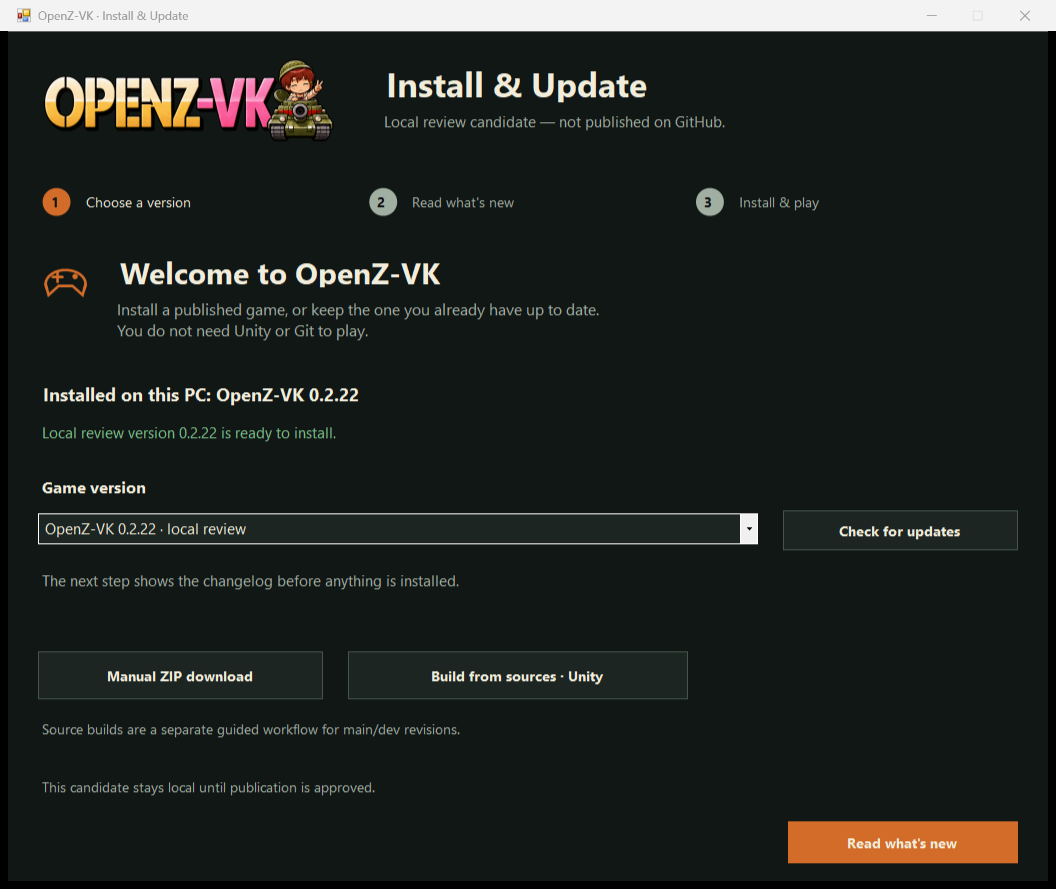 OpenZ-VK · Install & Update
OPENZ-VK
Install & Update
Local review candidate — not published on GitHub.
1 Choose a version
2 Read what's new
3 Install & play
Welcome to OpenZ-VK
Install a published game, or keep the one you already have up to date.
You do not need Unity or Git to play.
Installed on this PC: OpenZ-VK 0.2.22
Local review version 0.2.22 is ready to install.
Game version
OpenZ-VK 0.2.22 · local review
Check for updates
The next step shows the changelog before anything is installed.
Manual ZIP download
Build from sources · Unity
Source builds are a separate guided workflow for main/dev revisions.
This candidate stays local until publication is approved.
Read what's new